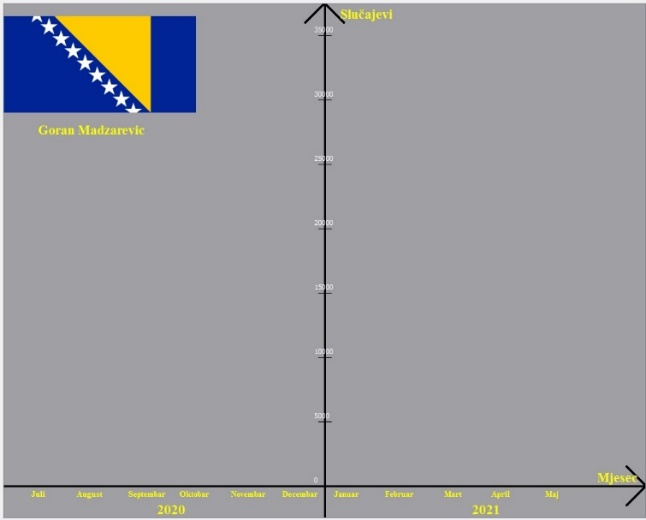 Slučajevi
35000
30000
Goran Madzarevic
25000
20000
15000
10000
5000
0
Mjesec
Juli August Septembar Oktobar Novembar Decembar Januar Februar Mart April Maj
2020 2021